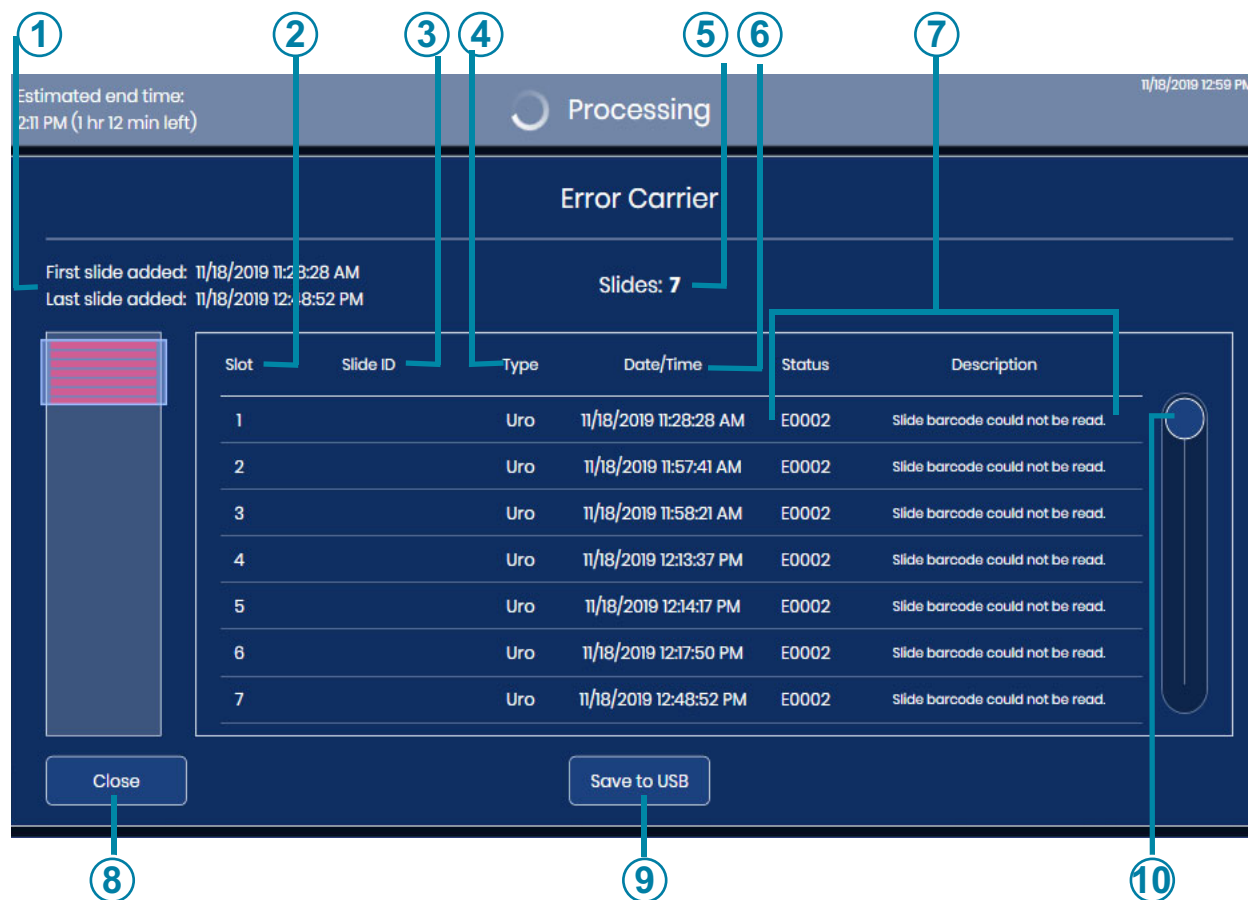 1 2 3 4 5 6 7
Estimated end time:
2:11 PM (1 hr 12 min left)
Processing
11/18/2019 12:59 PM
Error Carrier
First slide added: 11/18/2019 11:28:28 AM
Last slide added: 11/18/2019 12:48:52 PM
Slides: 7
Slot Slide ID Type Date/Time Status Description
1 Uro 11/18/2019 11:28:28 AM E0002 Slide barcode could not be read.
2 Uro 11/18/2019 11:57:41 AM E0002 Slide barcode could not be read.
3 Uro 11/18/2019 11:58:21 AM E0002 Slide barcode could not be read.
4 Uro 11/18/2019 12:13:37 PM E0002 Slide barcode could not be read.
5 Uro 11/18/2019 12:14:17 PM E0002 Slide barcode could not be read.
6 Uro 11/18/2019 12:17:50 PM E0002 Slide barcode could not be read.
7 Uro 11/18/2019 12:48:52 PM E0002 Slide barcode could not be read.
Close Save to USB
8 9 10